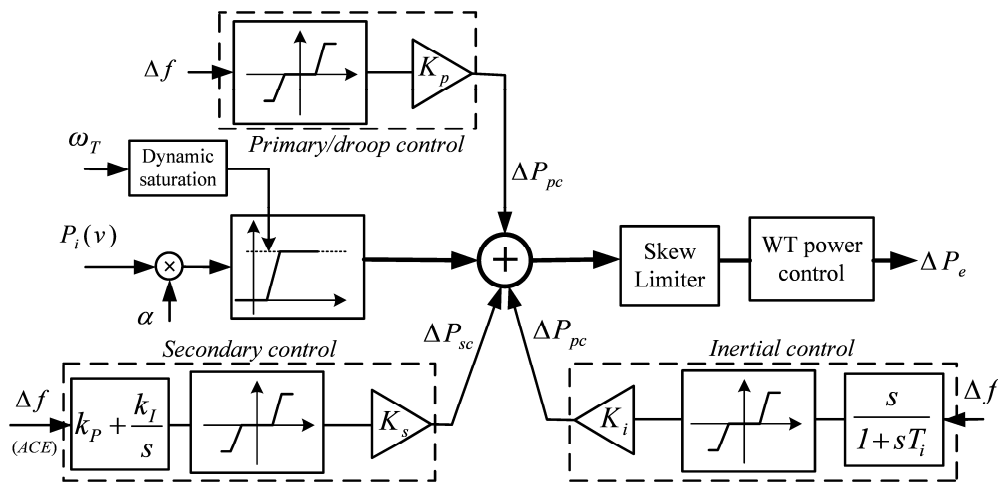 Δf
K_p
Primary/droop control
ω_T
Dynamic
saturation
ΔP_pc
P_i(v)
×
α
+
Skew
Limiter
WT power
control
ΔP_e
Secondary control
ΔP_sc
ΔP_pc
Inertial control
Δf
(ACE)
k_P + k_I/s
K_s
K_i
s/(1+sT_i)
Δf